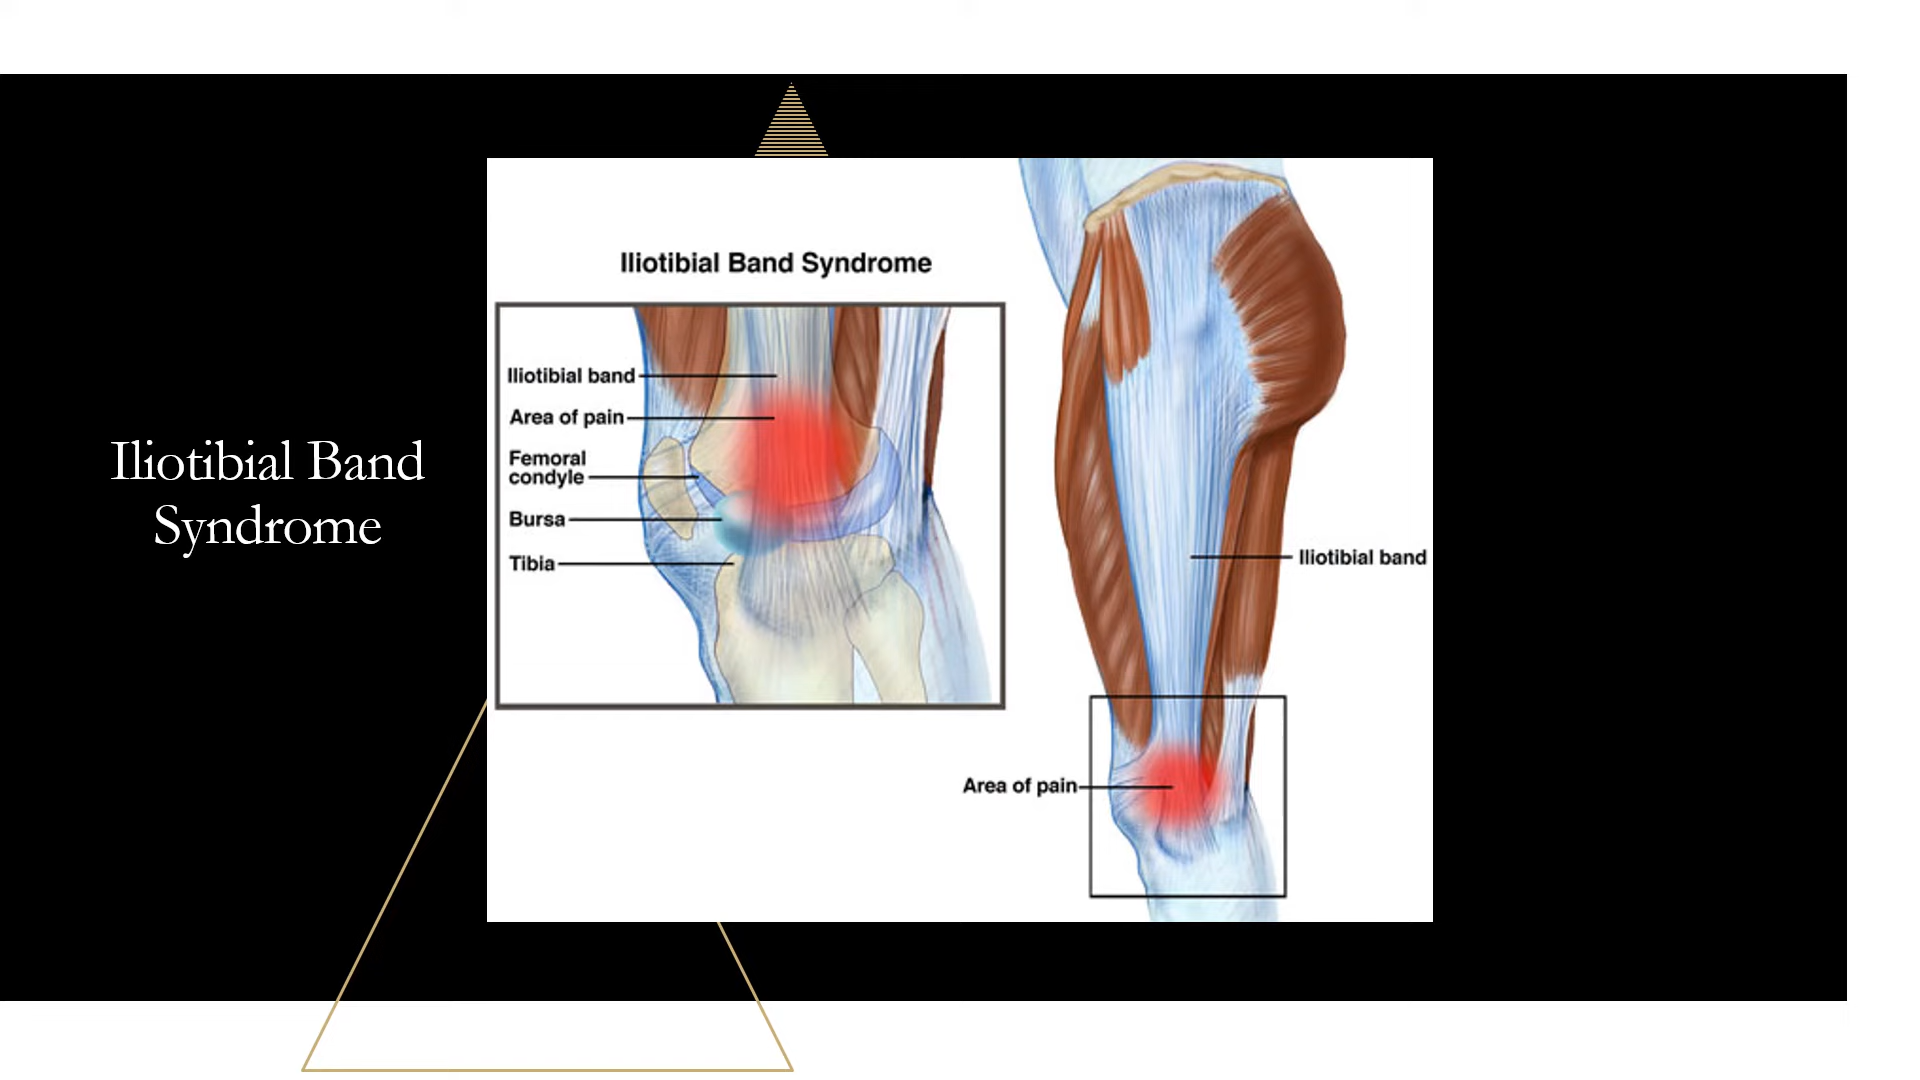 Iliotibial Band
Syndrome
Iliotibial Band Syndrome
Iliotibial band
Area of pain
Femoral
condyle
Bursa
Tibia
Iliotibial band
Area of pain